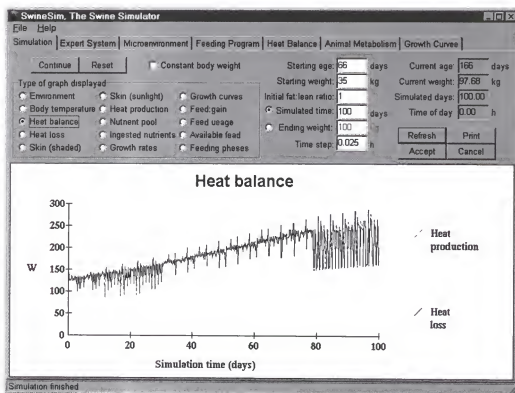 SwineSim, The Swine Simulator
File Help
Simulation Expert System Microenvironment Feeding Program Heat Balance Animal Metabolism Growth Curves
Continue Reset Constant body weight
Type of graph displayed
Environment Skin (sunlight) Growth curves
Body temperature Heat production Feed:gain
Heat balance Nutrient pool Feed usage
Heat loss Ingested nutrients Available feed
Skin (shaded) Growth rates Feeding pheses
Starting age: 66 days
Starting weight: 35 kg
Initial fat:lean ratio: 1
Simulated time: 100 days
Ending weight: 100
Time step: 0.025 h
Current age: 166 days
Current weight: 97.68 kg
Simulated days: 100.00
Time of day 0.00 h
Refresh Print
Accept Cancel
Heat balance
300
250
200
W
150
100
50
0
0 20 40 60 80 100
Simulation time (days)
Heat
production
Heat
loss
Simulation finished